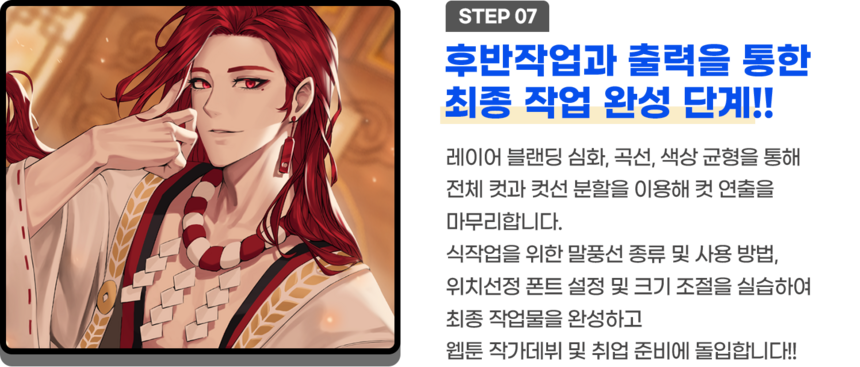 STEP 07
후반작업과 출력을 통한
최종 작업 완성 단계!!
레이어 블랜딩 심화, 곡선, 색상 균형을 통해
전체 컷과 컷선 분할을 이용해 컷 연출을
마무리합니다.
식작업을 위한 말풍선 종류 및 사용 방법,
위치선정 폰트 설정 및 크기 조절을 실습하여
최종 작업물을 완성하고
웹툰 작가데뷔 및 취업 준비에 돌입합니다!!